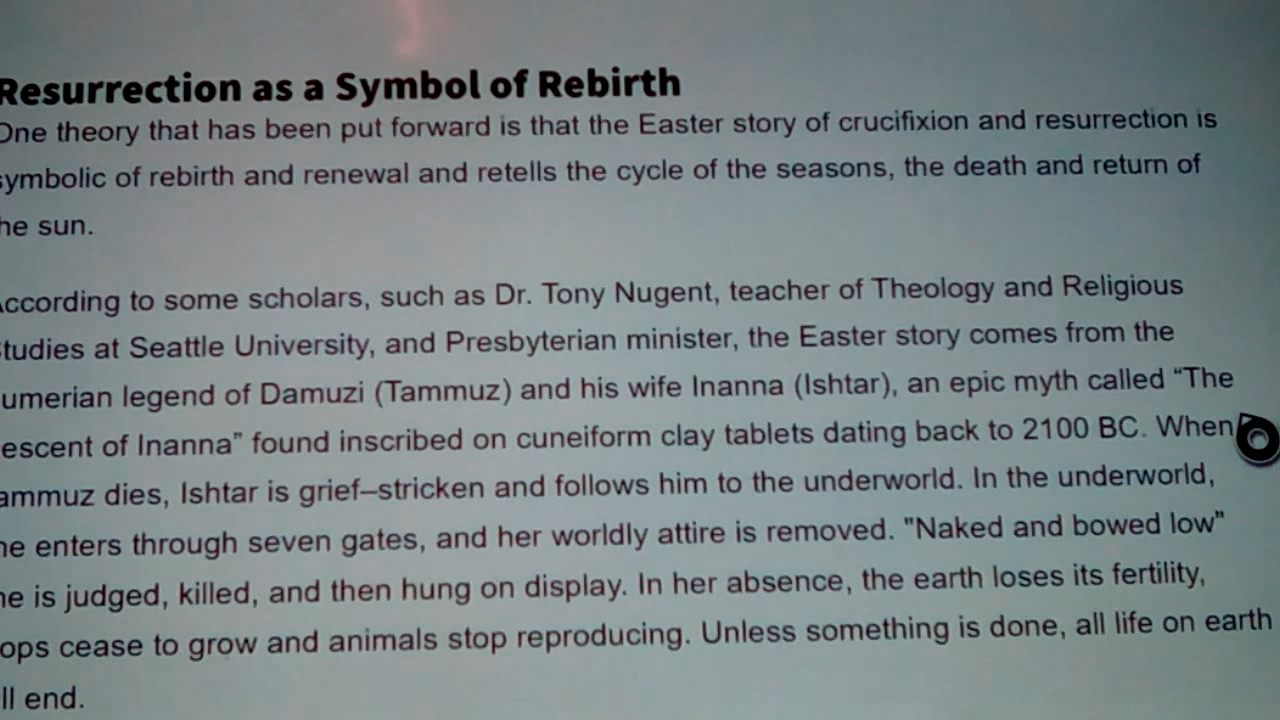 Resurrection as a Symbol of Rebirth
One theory that has been put forward is that the Easter story of crucifixion and resurrection is
symbolic of rebirth and renewal and retells the cycle of the seasons, the death and return of
he sun.
According to some scholars, such as Dr. Tony Nugent, teacher of Theology and Religious
Studies at Seattle University, and Presbyterian minister, the Easter story comes from the
umerian legend of Damuzi (Tammuz) and his wife Inanna (Ishtar), an epic myth called “The
escent of Inanna” found inscribed on cuneiform clay tablets dating back to 2100 BC. When
ammuz dies, Ishtar is grief–stricken and follows him to the underworld. In the underworld,
he enters through seven gates, and her worldly attire is removed. "Naked and bowed low”
he is judged, killed, and then hung on display. In her absence, the earth loses its fertility,
ops cease to grow and animals stop reproducing. Unless something is done, all life on earth
ll end.